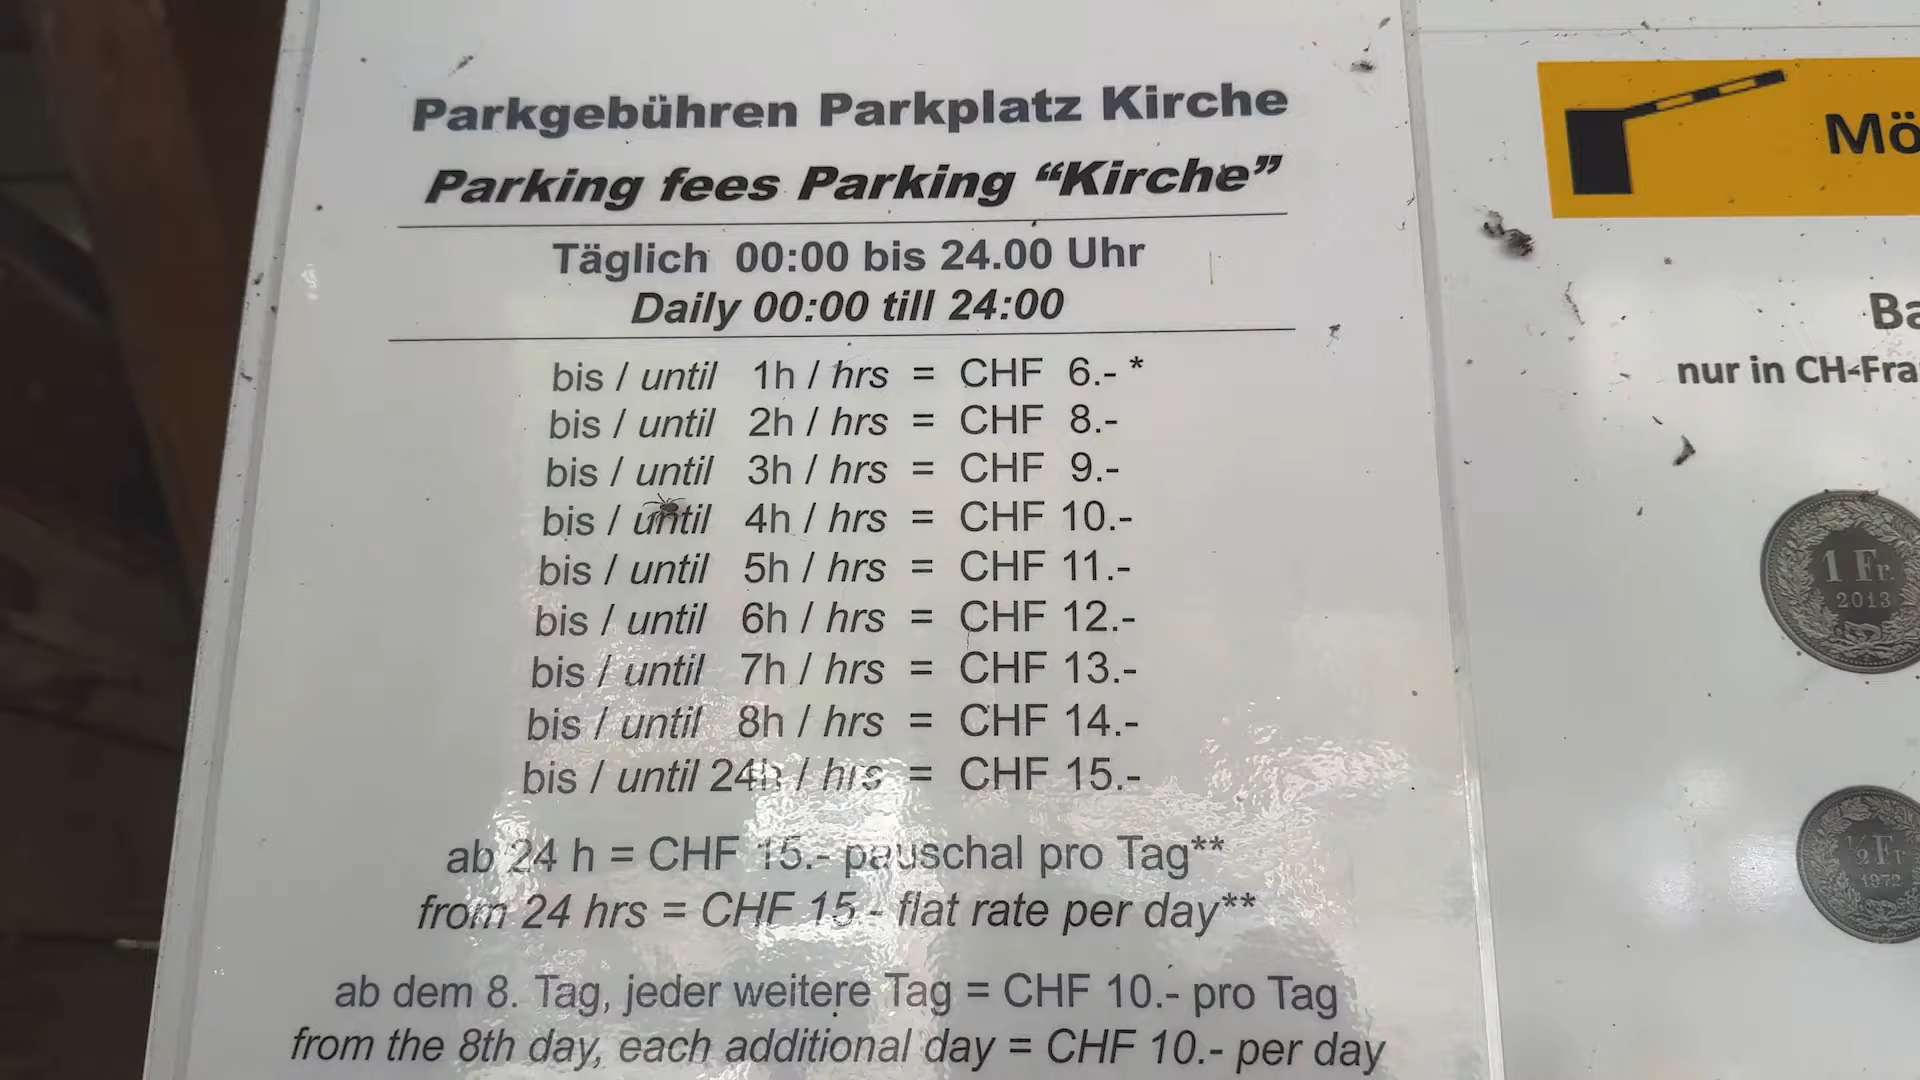 Parkgebühren Parkplatz Kirche
Parking fees Parking “Kirche”
Täglich 00:00 bis 24.00 Uhr
Daily 00:00 till 24:00
bis / until 1h / hrs = CHF 6.- *
bis / until 2h / hrs = CHF 8.-
bis / until 3h / hrs = CHF 9.-
bis / until 4h / hrs = CHF 10.-
bis / until 5h / hrs = CHF 11.-
bis / until 6h / hrs = CHF 12.-
bis / until 7h / hrs = CHF 13.-
bis / until 8h / hrs = CHF 14.-
bis / until 24h / hrs = CHF 15.-
ab 24 h = CHF 15.- pauschal pro Tag**
from 24 hrs = CHF 15.- flat rate per day**
ab dem 8. Tag, jeder weitere Tag = CHF 10.- pro Tag
from the 8th day, each additional day = CHF 10.- per day
Mö
Ba
nur in CH-Fra
1 Fr.
2013
1/2 Fr
1972